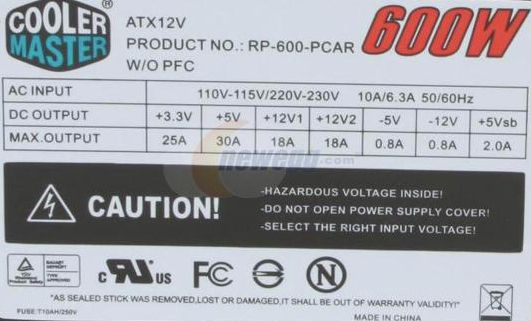 COOLER
MASTER
ATX12V
PRODUCT NO.: RP-600-PCAR
W/O PFC
600W
AC INPUT 110V-115V/220V-230V 10A/6.3A 50/60Hz
DC OUTPUT +3.3V +5V +12V1 +12V2 -5V -12V +5Vsb
MAX.OUTPUT 25A 30A 18A 18A 0.8A 0.8A 2.0A
newegg.com
CAUTION!
-HAZARDOUS VOLTAGE INSIDE!
-DO NOT OPEN POWER SUPPLY COVER!
-SELECT THE RIGHT INPUT VOLTAGE!
c US FC N
"AS SEALED STICK WAS REMOVED,LOST OR DAMAGED,IT SHALL BE OUT OF THIS WARRANTY!"
FUSE:T10AH/250V
MADE IN CHINA